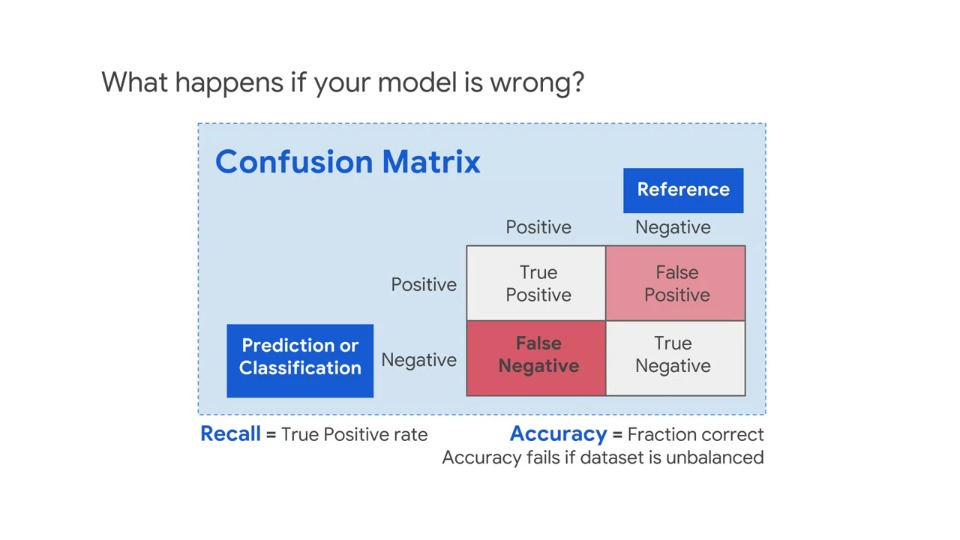 What happens if your model is wrong?
Confusion Matrix
Reference
Positive Negative
Positive
True
Positive
False
Positive
Prediction or
Classification
Negative
False
Negative
True
Negative
Recall = True Positive rate
Accuracy = Fraction correct
Accuracy fails if dataset is unbalanced